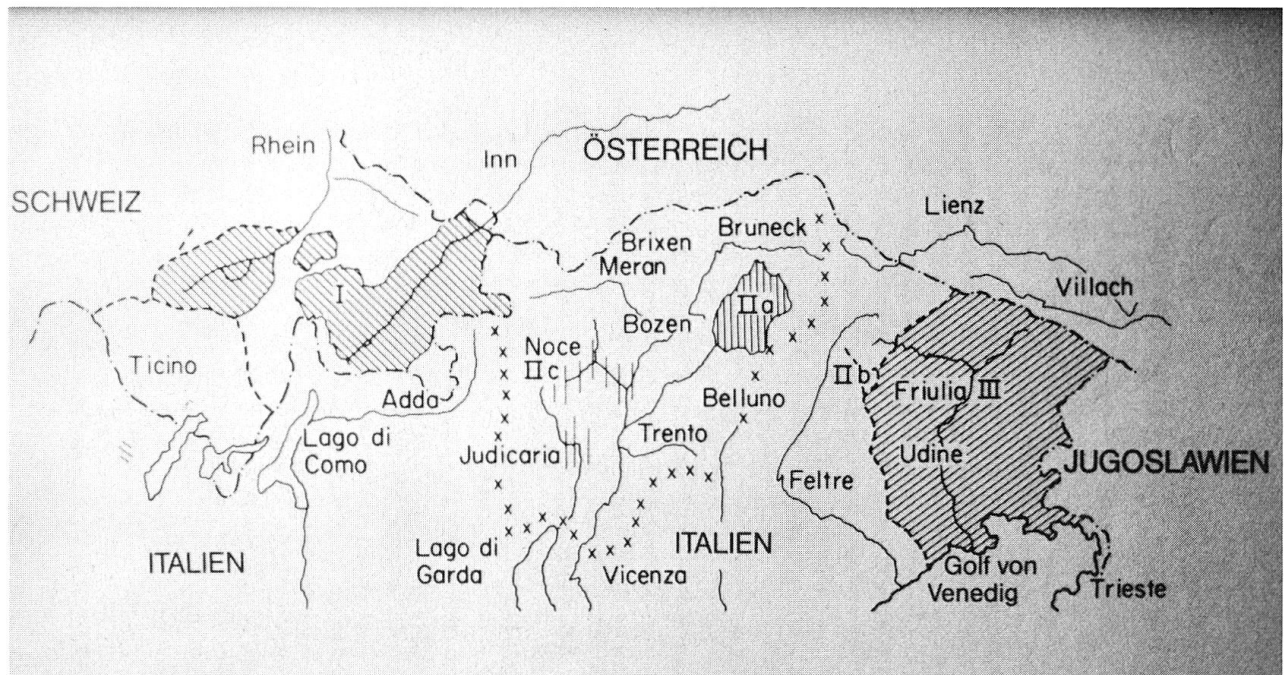 Rhein
Inn
ÖSTERREICH
SCHWEIZ
Lienz
Brixen
Bruneck
Meran
Villach
I
IIa
Bozen
Noce
IIc
Ticino
IIb
Friulia III
Adda
Belluno
Lago di
Como
Judicaria
Trento
Udine
JUGOSLAWIEN
Feltre
ITALIEN
Lago di
Garda
ITALIEN
Vicenza
Golf von
Venedig
Trieste